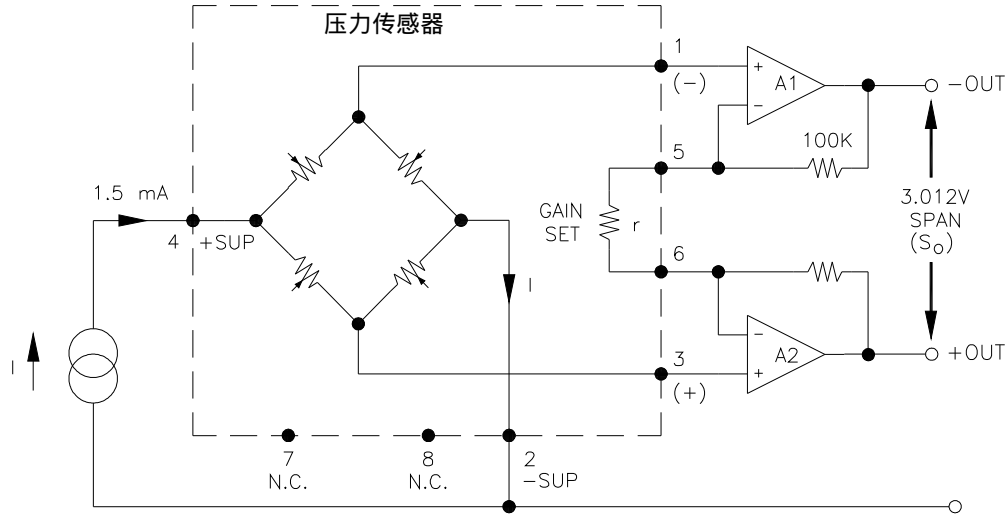 压力传感器
1
(-)
+
A1
-
-OUT
100K
5
1.5 mA
4
+SUP
GAIN
SET
r
3.012V
SPAN
(So)
6
I
I
-
A2
+
+OUT
3
(+)
7
N.C.
8
N.C.
2
-SUP